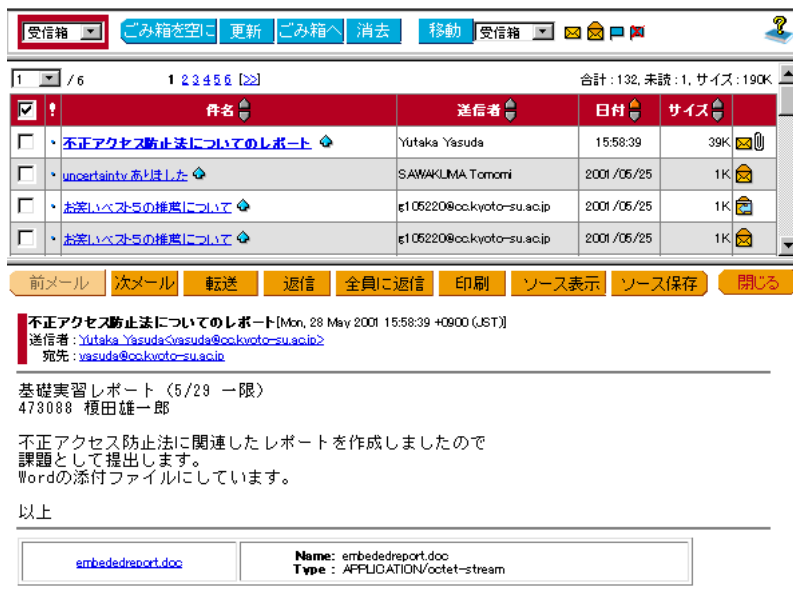 受信箱 ごみ箱を空に 更新 ごみ箱へ 消去 移動 受信箱
1 / 6 1 2 3 4 5 6 [>>] 合計 : 132, 未読 : 1, サイズ : 190K
! 件名 送信者 日付 サイズ
不正アクセス防止法についてのレポート Yutaka Yasuda 15:58:39 39K
uncertainty ありました SAWAKUMA Tomomi 2001/05/25 1K
お笑いベスト5の推薦について g105220@cc.kyoto-su.ac.jp 2001/05/25 1K
お笑いベスト5の推薦について g105220@cc.kyoto-su.ac.jp 2001/05/25 1K
前メール 次メール 転送 返信 全員に返信 印刷 ソース表示 ソース保存 閉じる
不正アクセス防止法についてのレポート[Mon, 28 May 2001 15:58:39 +0900 (JST)]
送信者 : Yutaka Yasuda<yasuda@cc.kyoto-su.ac.jp>
宛先 : yasuda@cc.kyoto-su.ac.jp
基礎実習レポート (5/29 一限)
473088 榎田雄一郎
不正アクセス防止法に関連したレポートを作成しましたので
課題として提出します。
Wordの添付ファイルにしています。
以上
embededreport.doc Name: embededreport.doc
Type : APPLICATION/octet-stream